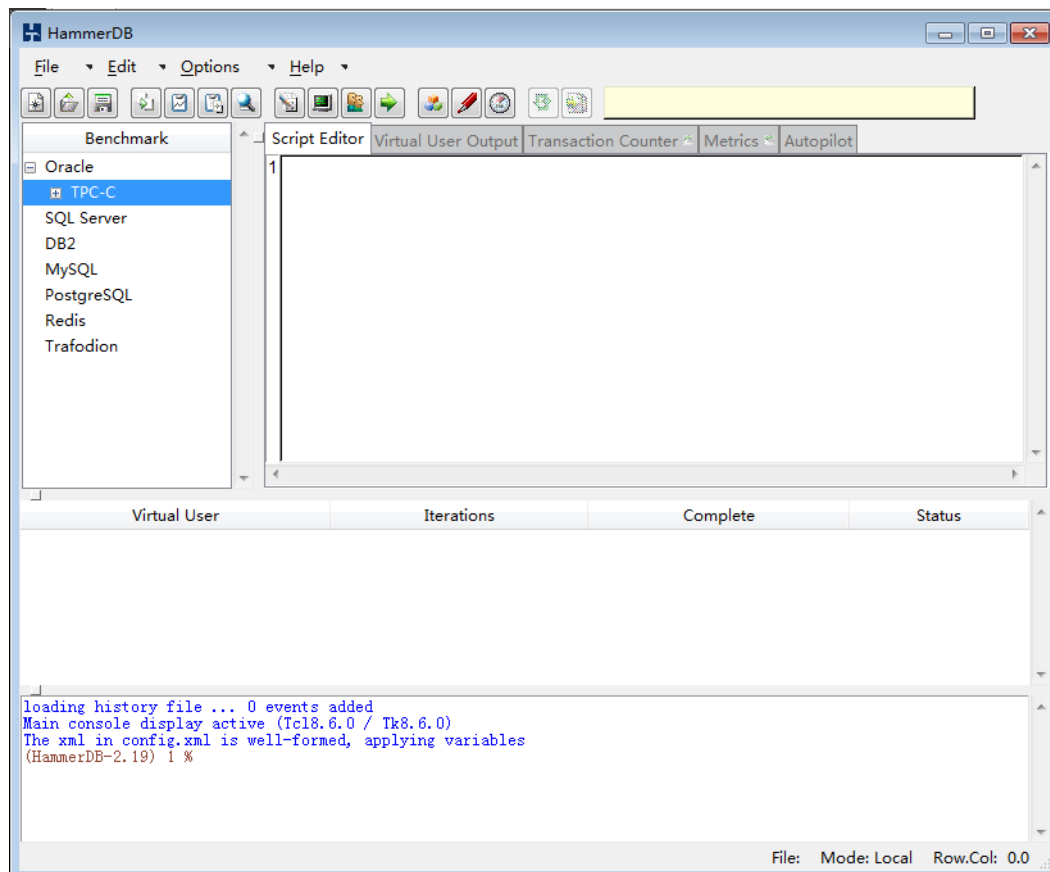 HammerDB
File Edit Options Help
Benchmark
Script Editor Virtual User Output Transaction Counter Metrics Autopilot
Oracle
1
TPC-C
SQL Server
DB2
MySQL
PostgreSQL
Redis
Trafodion
Virtual User Iterations Complete Status
loading history file ... 0 events added
Main console display active (Tcl8.6.0 / Tk8.6.0)
The xml in config.xml is well-formed, applying variables
(HammerDB-2.19) 1 %
File: Mode: Local Row.Col: 0.0